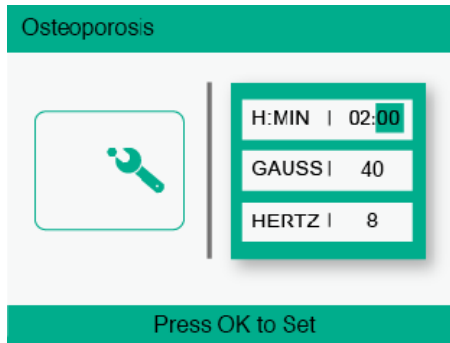 Osteoporosis
H:MIN | 02:00
GAUSS | 40
HERTZ | 8
Press OK to Set